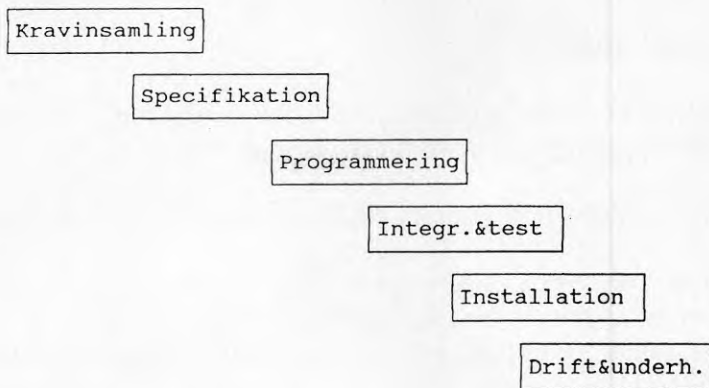 Kravinsamling
Specifikation
Programmering
Integr.&test
Installation
Drift&underh.